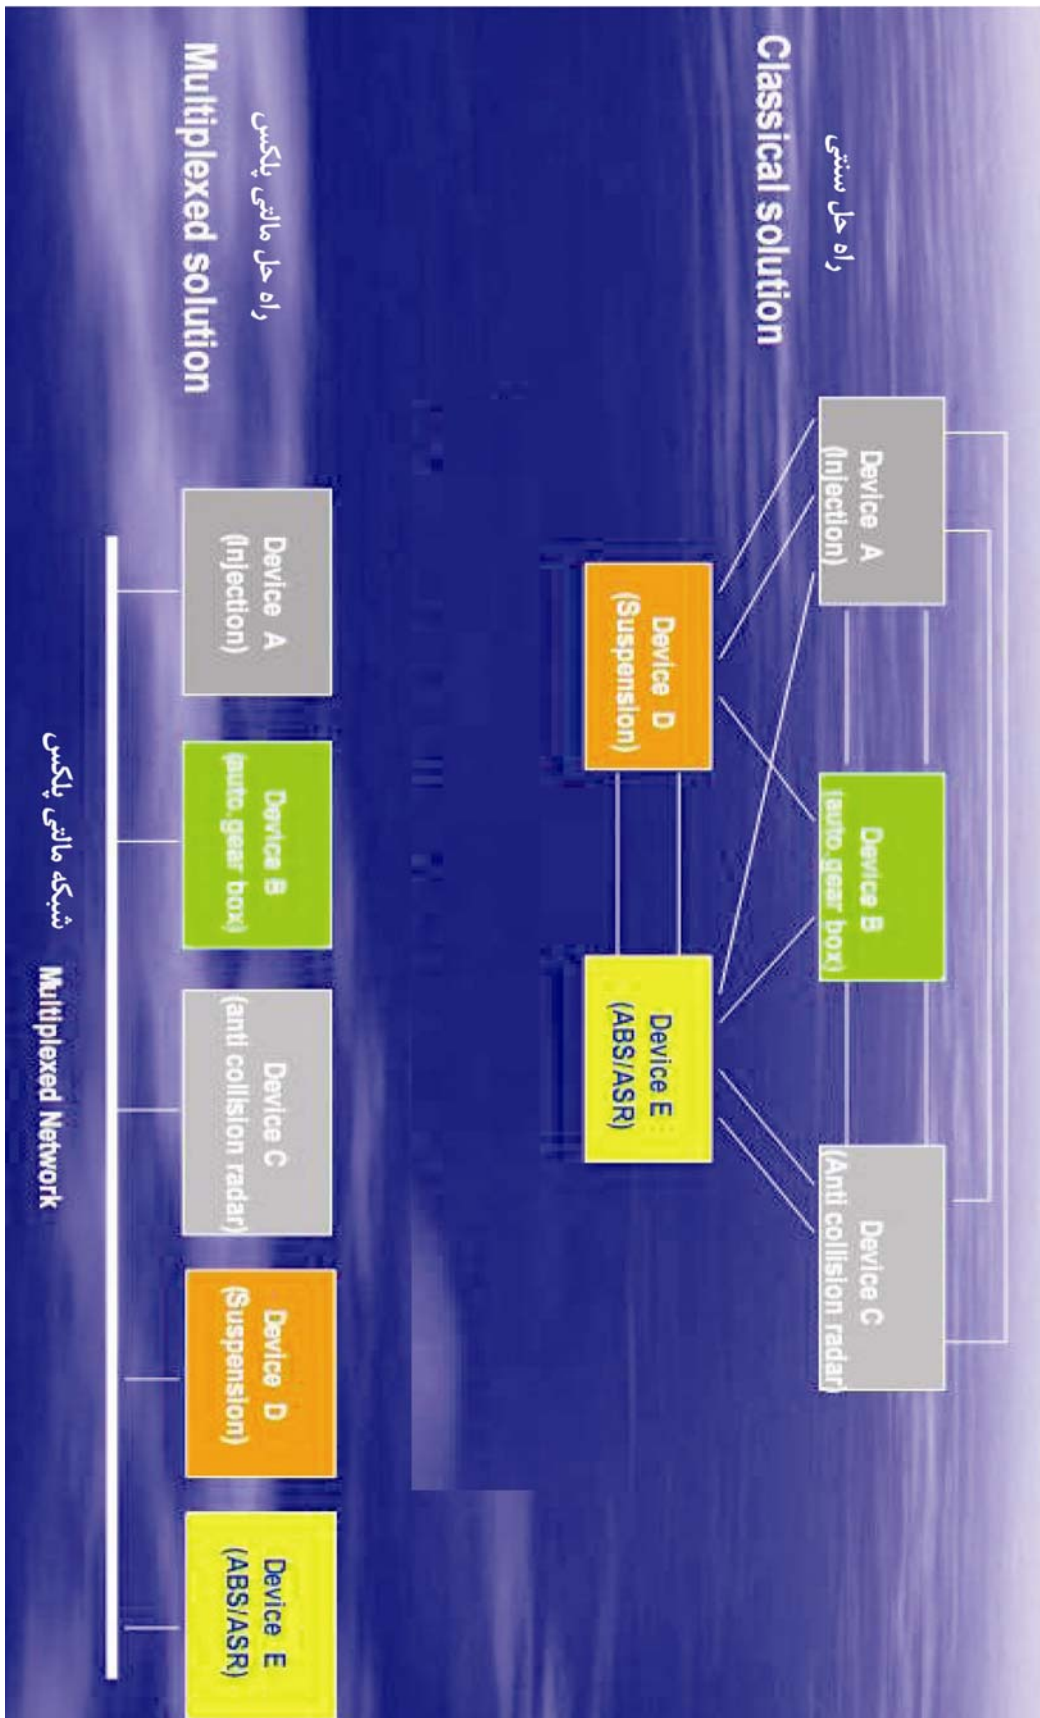 Classical solution
راه حل سنتی
Device A
(Injection)
Device B
(auto.gear box)
Device C
(Anti collision radar)
Device D
(Suspension)
Device E
(ABS/ASR)
راه حل مالتی پلکس
Multiplexed solution
Device A
(Injection)
Device B
(auto.gear box)
Device C
(anti collision radar)
Device D
(Suspension)
Device E
(ABS/ASR)
شبکه مالتی پلکس
Multiplexed Network